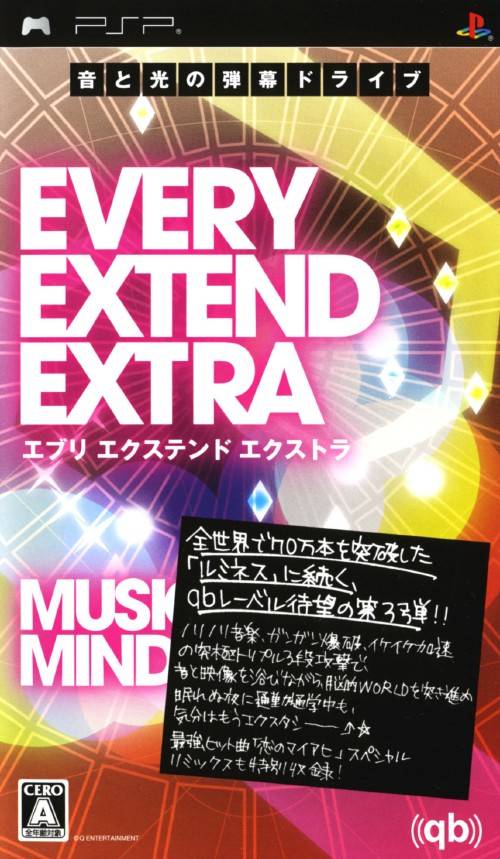 PSP
音と光の弾幕ドライブ
EVERY
EXTEND
EXTRA
エブリ エクステンド エクストラ
MUSI
MIND
全世界で70万本を突破した
「ルミネス」に続く、
qbレーベル待望の第3弾!!
ノリノリ音楽、ガンガン爆破、イケイケ加速
の究極トリプル3段攻撃で
音と映像を浴びながら脳内WORLDを突き進め
眠れぬ夜に通勤通学中も、
気分はもうエクスタシー――↑☆
最強ヒット曲「恋のマイアヒ」スペシャル
リミックスも特別収録!
CERO
A
全年齢対象
©Q ENTERTAINMENT
((qb))